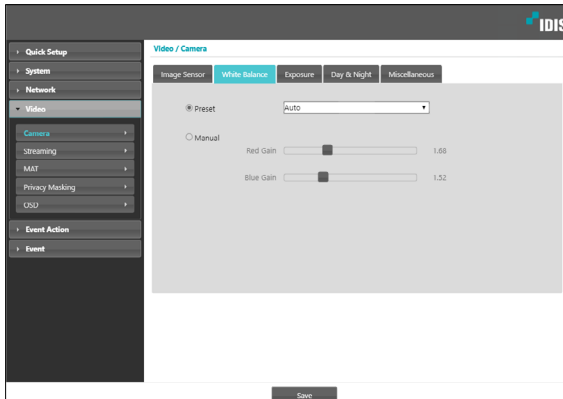 IDIS
Quick Setup
System
Network
Video
Camera
Streaming
MAT
Privacy Masking
OSD
Event Action
Event
Video / Camera
Image Sensor White Balance Exposure Day & Night Miscellaneous
Preset Auto
Manual
Red Gain 1.68
Blue Gain 1.52
Save